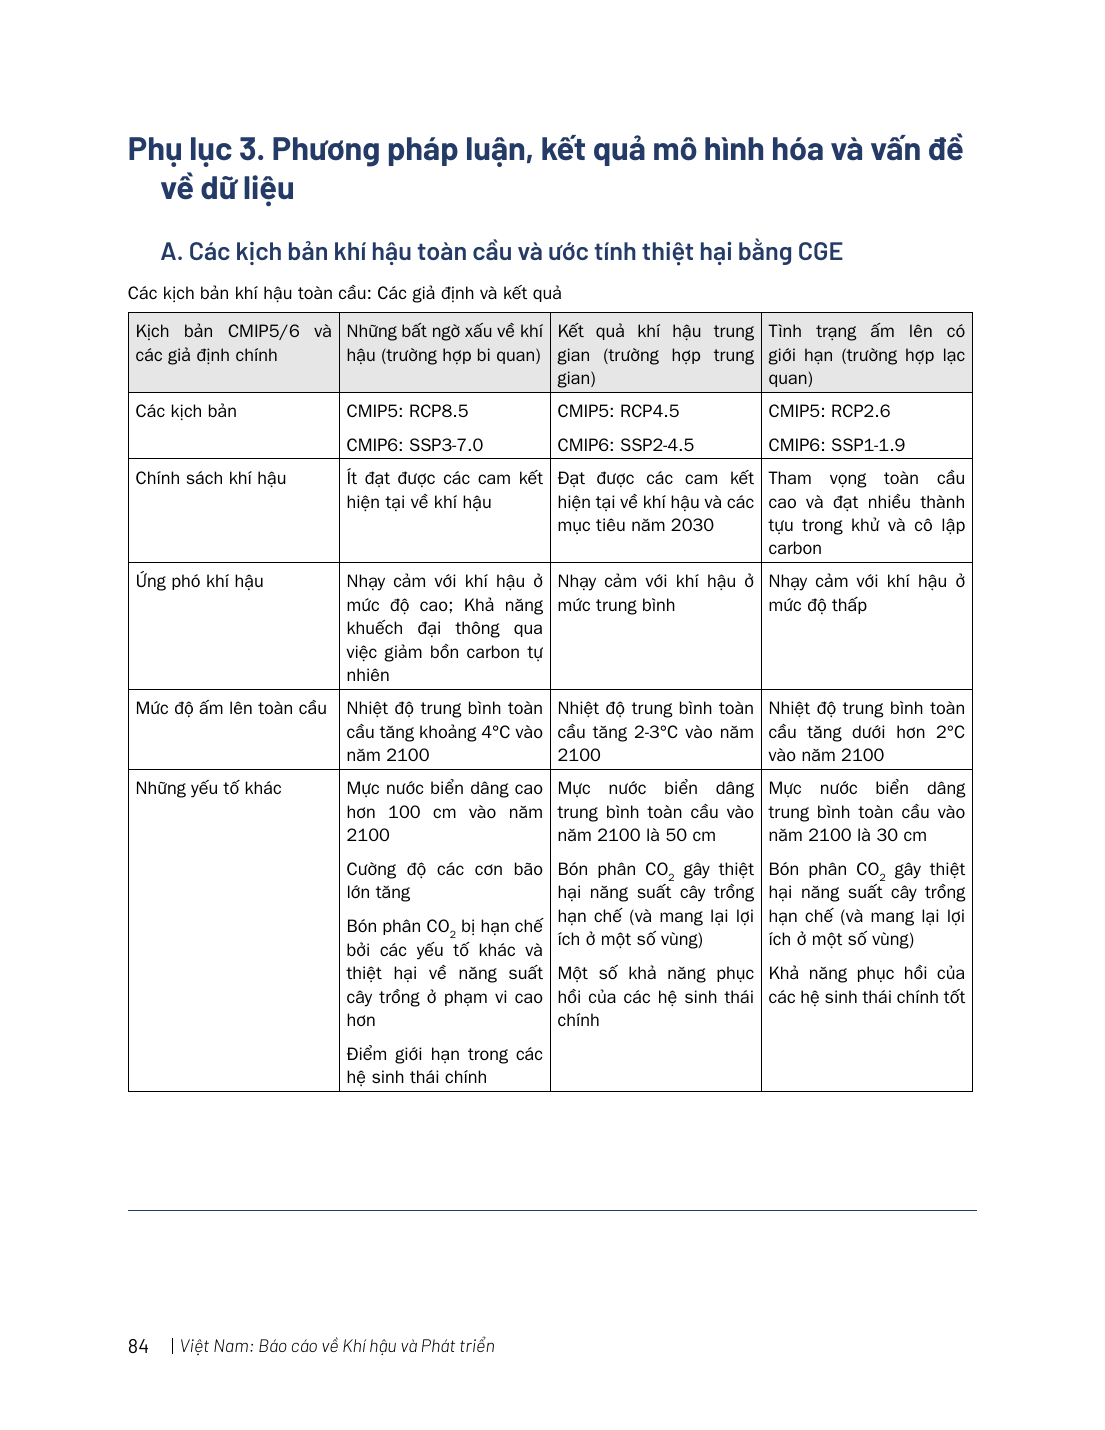 Phụ lục 3. Phương pháp luận, kết quả mô hình hóa và vấn đề
về dữ liệu
A. Các kịch bản khí hậu toàn cầu và ước tính thiệt hại bằng CGE
Các kịch bản khí hậu toàn cầu: Các giả định và kết quả
Kịch bản CMIP5/6 và
các giả định chính
Những bất ngờ xấu về khí
hậu (trường hợp bi quan)
Kết quả khí hậu trung
gian (trường hợp trung
gian)
Tình trạng ấm lên có
giới hạn (trường hợp lạc
quan)
Các kịch bản
CMIP5: RCP8.5
CMIP6: SSP3-7.0
CMIP5: RCP4.5
CMIP6: SSP2-4.5
CMIP5: RCP2.6
CMIP6: SSP1-1.9
Chính sách khí hậu
Ít đạt được các cam kết
hiện tại về khí hậu
Đạt được các cam kết
hiện tại về khí hậu và các
mục tiêu năm 2030
Tham vọng toàn cầu
cao và đạt nhiều thành
tựu trong khử và cô lập
carbon
Ứng phó khí hậu
Nhạy cảm với khí hậu ở
mức độ cao; Khả năng
khuếch đại thông qua
việc giảm bồn carbon tự
nhiên
Nhạy cảm với khí hậu ở
mức trung bình
Nhạy cảm với khí hậu ở
mức độ thấp
Mức độ ấm lên toàn cầu
Nhiệt độ trung bình toàn
cầu tăng khoảng 4°C vào
năm 2100
Nhiệt độ trung bình toàn
cầu tăng 2-3°C vào năm
2100
Nhiệt độ trung bình toàn
cầu tăng dưới hơn 2°C
vào năm 2100
Những yếu tố khác
Mực nước biển dâng cao
hơn 100 cm vào năm
2100
Cường độ các cơn bão
lớn tăng
Bón phân CO₂ bị hạn chế
bởi các yếu tố khác và
thiệt hại về năng suất
cây trồng ở phạm vi cao
hơn
Điểm giới hạn trong các
hệ sinh thái chính
Mực nước biển dâng
trung bình toàn cầu vào
năm 2100 là 50 cm
Bón phân CO₂ gây thiệt
hại năng suất cây trồng
hạn chế (và mang lại lợi
ích ở một số vùng)
Một số khả năng phục
hồi của các hệ sinh thái
chính
Mực nước biển dâng
trung bình toàn cầu vào
năm 2100 là 30 cm
Bón phân CO₂ gây thiệt
hại năng suất cây trồng
hạn chế (và mang lại lợi
ích ở một số vùng)
Khả năng phục hồi của
các hệ sinh thái chính tốt
84 | Việt Nam: Báo cáo về Khí hậu và Phát triển